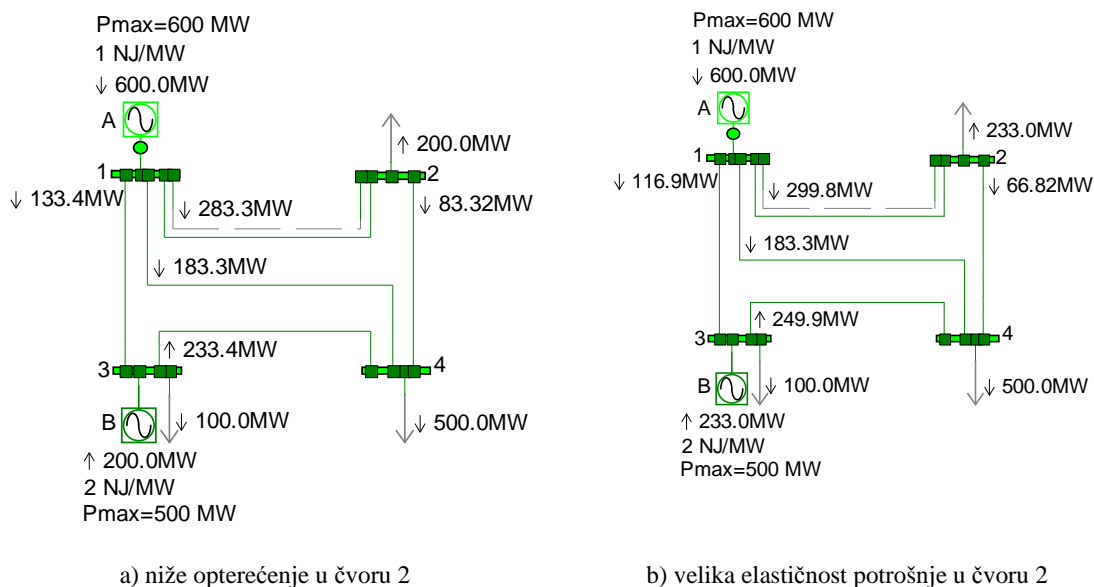 Pmax=600 MW
1 NJ/MW
↓ 600.0MW
A
1
↓ 133.4MW
↓ 283.3MW
↓ 183.3MW
↑ 200.0MW
2
↓ 83.32MW
3
↑ 233.4MW
4
B
↓ 100.0MW
↓ 500.0MW
↑ 200.0MW
2 NJ/MW
Pmax=500 MW
a) niže opterećenje u čvoru 2
Pmax=600 MW
1 NJ/MW
↓ 600.0MW
A
1
↓ 116.9MW
↓ 299.8MW
↓ 183.3MW
↑ 233.0MW
2
↓ 66.82MW
3
↑ 249.9MW
4
B
↓ 100.0MW
↓ 500.0MW
↑ 233.0MW
2 NJ/MW
Pmax=500 MW
b) velika elastičnost potrošnje u čvoru 2